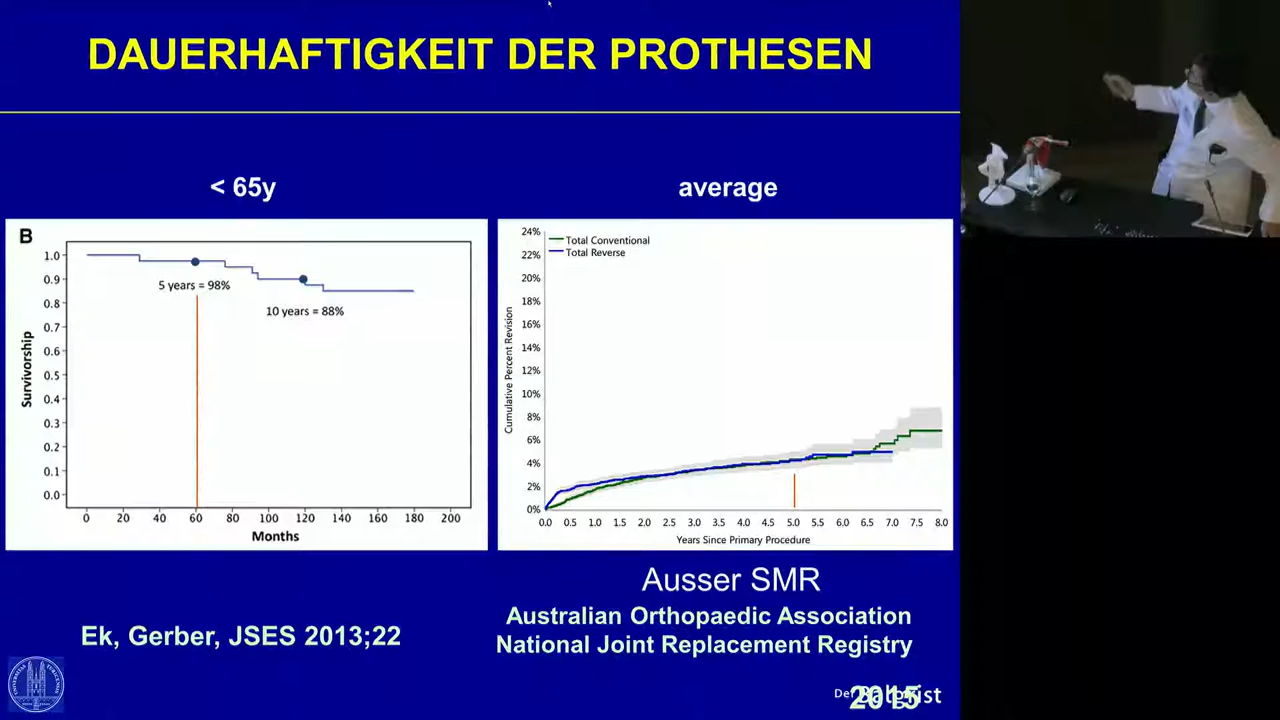 DAUERHAFTIGKEIT DER PROTHESEN
< 65y
average
B
1.0
0.9
0.8
0.7
0.6
0.5
0.4
0.3
0.2
0.1
0.0
Survivorship
5 years = 98%
10 years = 88%
0 20 40 60 80 100 120 140 160 180 200
Months
24%
22%
20%
18%
16%
14%
12%
10%
8%
6%
4%
2%
0%
Cumulative Percent Revision
Total Conventional
Total Reverse
0.0 0.5 1.0 1.5 2.0 2.5 3.0 3.5 4.0 4.5 5.0 5.5 6.0 6.5 7.0 7.5 8.0
Years Since Primary Procedure
Ausser SMR
Australian Orthopaedic Association
National Joint Replacement Registry
Ek, Gerber, JSES 2013;22
2015